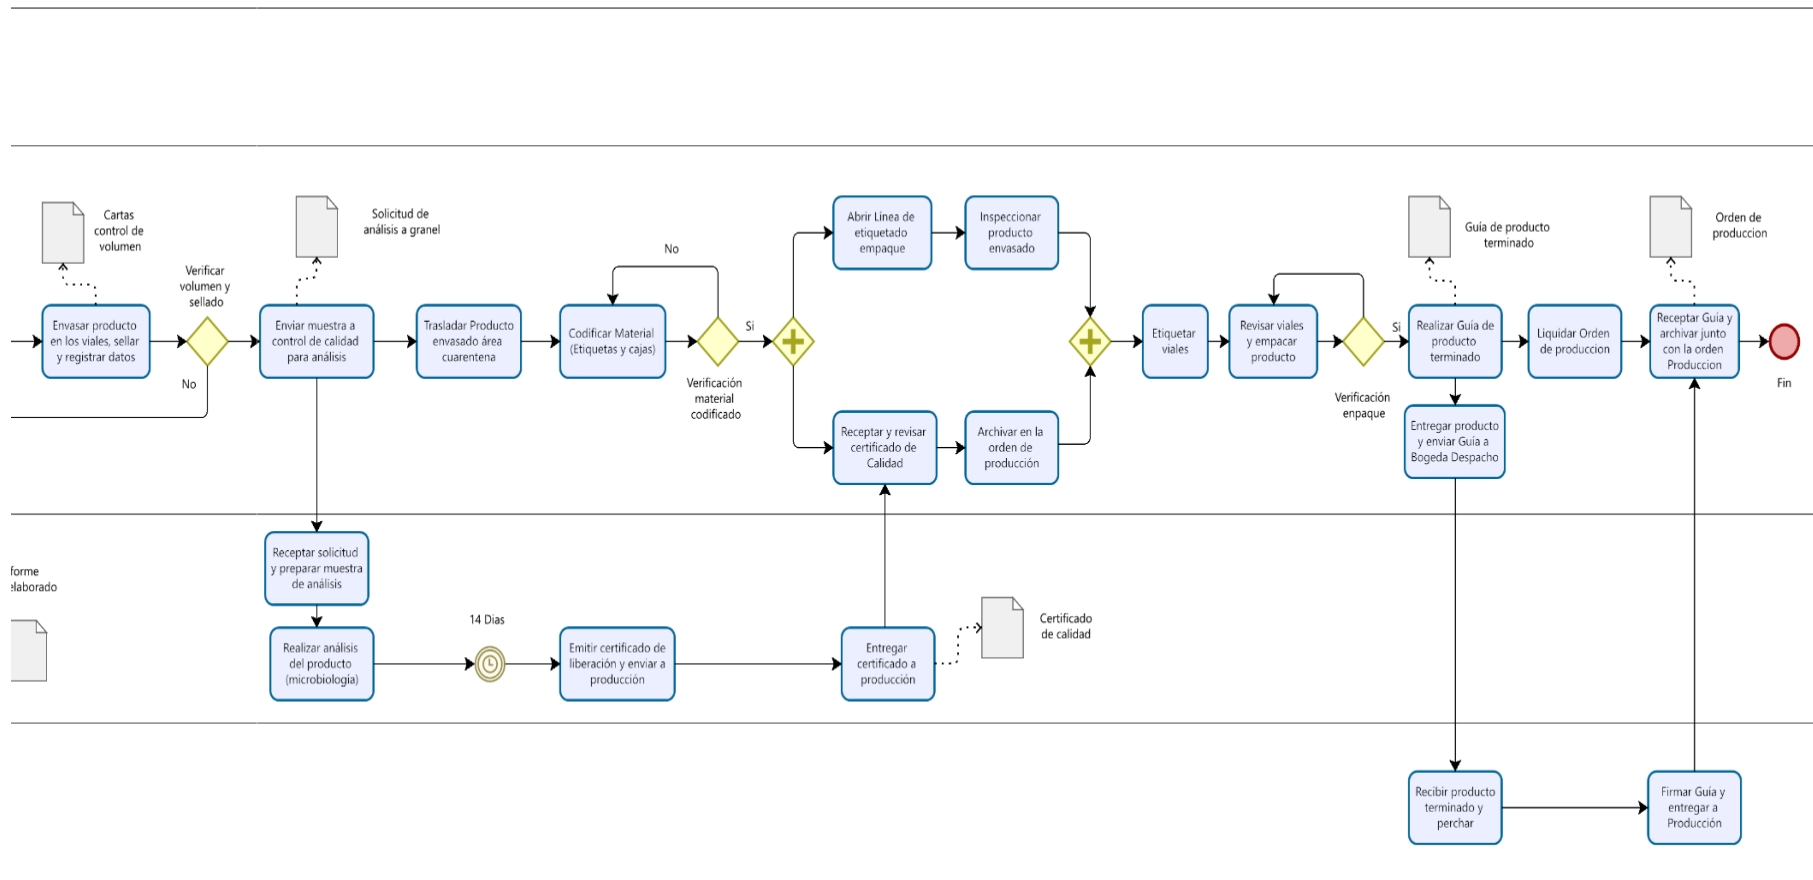 Cartas
control de
volumen
Solicitud de
análisis a granel
Verificar
volumen y
sellado
Envasar producto
en los viales, sellar
y registrar datos
No
Enviar muestra a
control de calidad
para análisis
Trasladar Producto
envasado área
cuarentena
Codificar Material
(Etiquetas y cajas)
No
Si
Verificación
material
codificado
Abrir Línea de
etiquetado
empaque
Inspeccionar
producto
envasado
Receptar y revisar
certificado de
Calidad
Archivar en la
orden de
producción
Etiquetar
viales
Revisar viales
y empacar
producto
Si
Verificación
enpaque
Guía de producto
terminado
Realizar Guía de
producto
terminado
Liquidar Orden
de produccion
Orden de
produccion
Receptar Guía y
archivar junto
con la orden
Produccion
Fin
Entregar producto
y enviar Guía a
Bogeda Despacho
forme
elaborado
Receptar solicitud
y preparar muestra
de análisis
Realizar análisis
del producto
(microbiología)
14 Dias
Emitir certificado de
liberación y enviar a
producción
Entregar
certificado a
producción
Certificado
de calidad
Recibir producto
terminado y
perchar
Firmar Guía y
entregar a
Producción